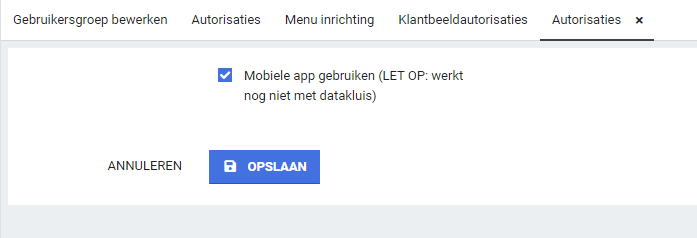 Gebruikersgroep bewerken Autorisaties Menu inrichting Klantbeeldautorisaties Autorisaties ×
Mobiele app gebruiken (LET OP: werkt
nog niet met datakluis)
ANNULEREN OPSLAAN